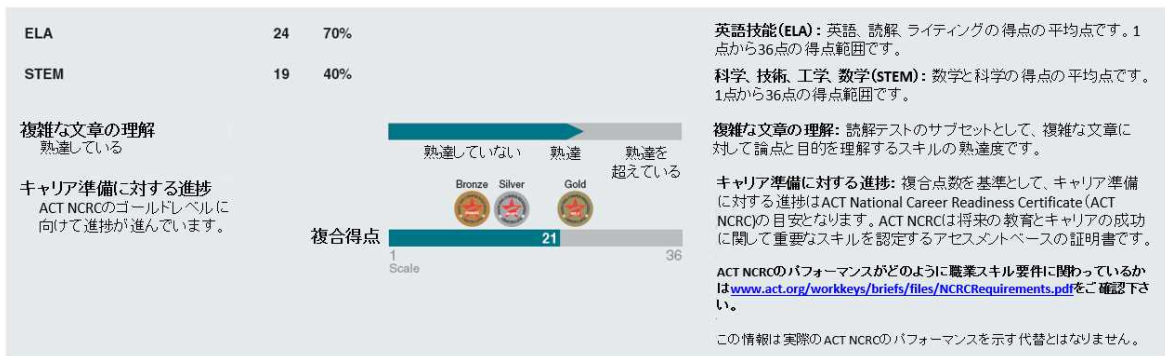 ELA 24 70%
STEM 19 40%
複雑な文章の理解
熟達している
熟達していない 熟達 熟達を
超えている
キャリア準備に対する進捗
ACT NCRCのゴールドレベルに
向けて進捗が進んでいます。
Bronze Silver Gold
複合得点 21
1 36
Scale
英語技能(ELA)：英語、読解、ライティングの得点の平均点です。1
点から36点の得点範囲です。
科学、技術、工学、数学(STEM)：数学と科学の得点の平均点です。
1点から36点の得点範囲です。
複雑な文章の理解: 読解テストのサブセットとして、複雑な文章に
対して論点と目的を理解するスキルの熟達度です。
キャリア準備に対する進捗: 複合点数を基準として、キャリア準備
に対する進捗はACT National Career Readiness Certificate（ACT
NCRC)の目安となります。ACT NCRCは将来の教育とキャリアの成功
に関して重要なスキルを認定するアセスメントベースの証明書です。
ACT NCRCのパフォーマンスがどのように職業スキル要件に関わっているか
はwww.act.org/workkeys/briefs/files/NCRCRequirements.pdfをご確認下さ
い。
この情報は実際のACT NCRCのパフォーマンスを示す代替とはなりません。